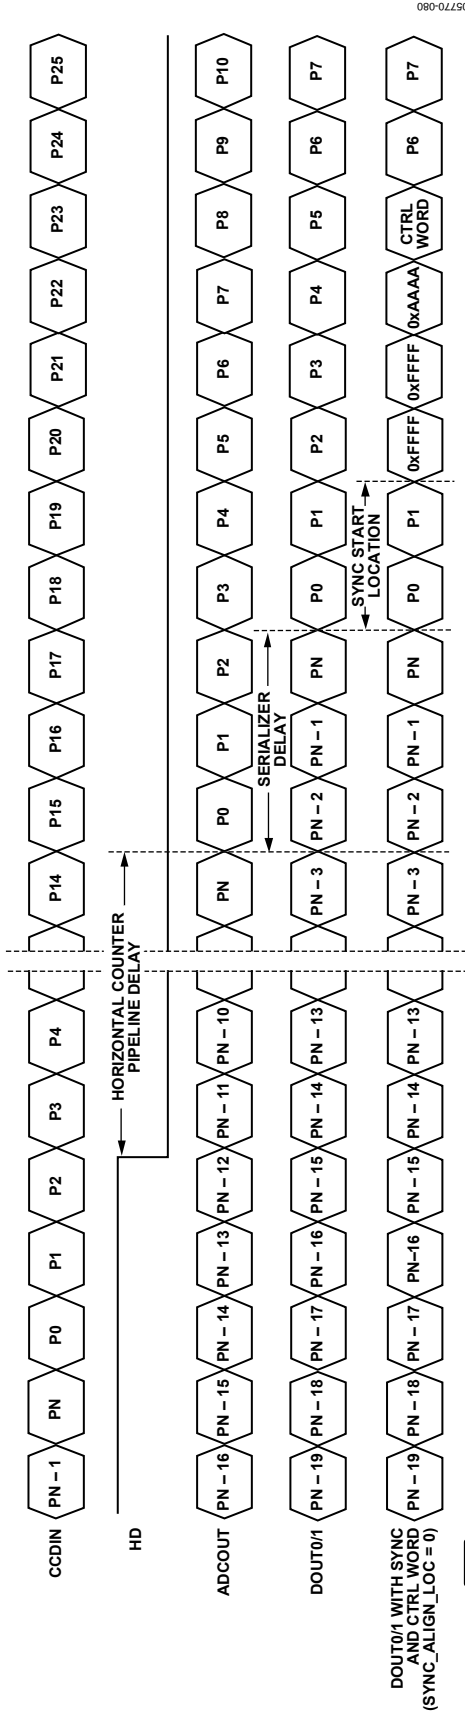 CCDIN PN – 1 PN P0 P1 P2 P3 P4 P14 P15 P16 P17 P18 P19 P20 P21 P22 P23 P24 P25
HD
HORIZONTAL COUNTER
PIPELINE DELAY
ADCOUT PN – 16 PN – 15 PN – 14 PN – 13 PN – 12 PN – 11 PN – 10 PN P0 P1 P2 P3 P4 P5 P6 P7 P8 P9 P10
SERIALIZER
DELAY
DOUT0/1 PN – 19 PN – 18 PN – 17 PN – 16 PN – 15 PN – 14 PN – 13 PN – 3 PN – 2 PN – 1 PN P0 P1 P2 P3 P4 P5 P6 P7
SYNC START
LOCATION
DOUT0/1 WITH SYNC
AND CTRL WORD
(SYNC_ALIGN_LOC = 0)
PN – 19 PN – 18 PN – 17 PN–16 PN – 15 PN – 14 PN – 13 PN – 3 PN – 2 PN – 1 PN P0 P1 0xFFFF 0xFFFF 0xAAAA CTRL WORD P6 P7
05770-080